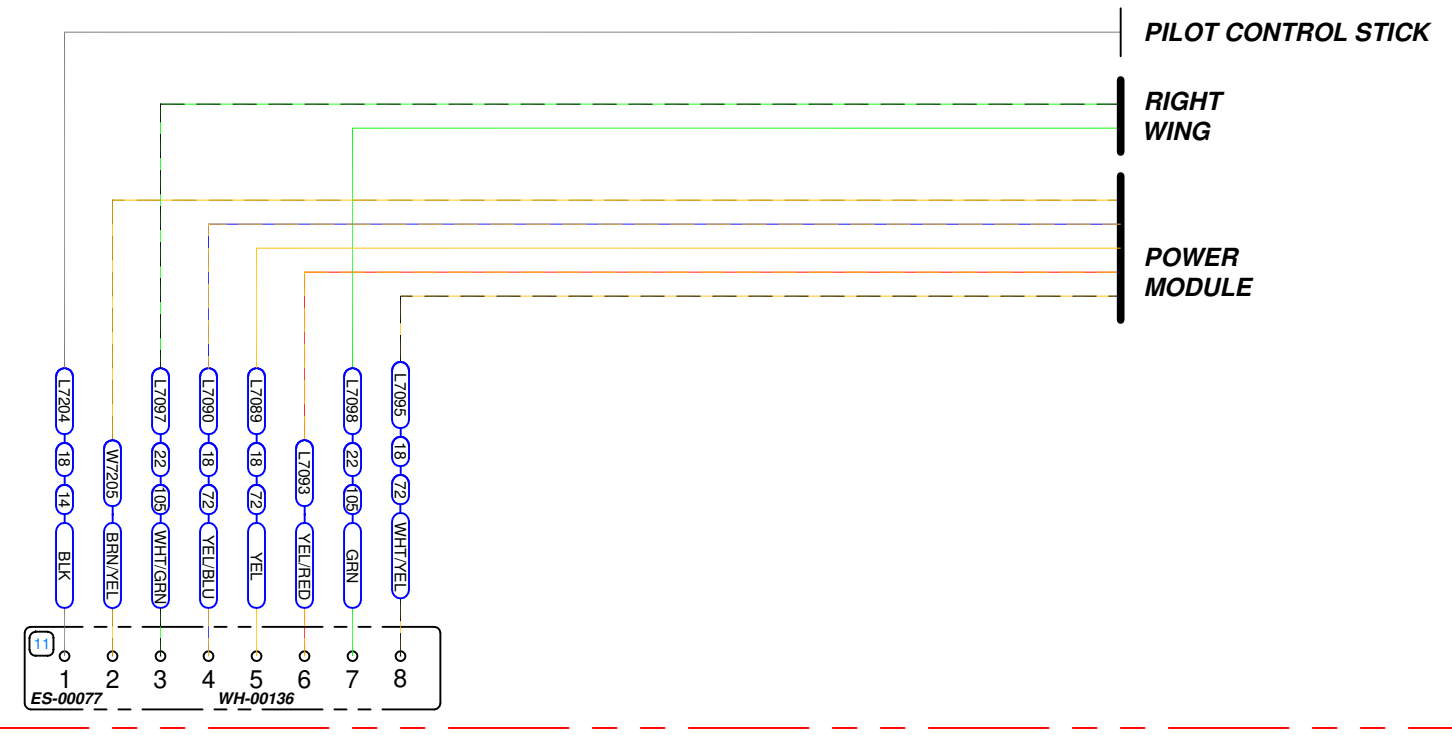 PILOT CONTROL STICK
RIGHT
WING
POWER
MODULE
L7204 18 14 BLK
W7205 BRN/YEL
L7097 22 105 WHT/GRN
L7090 18 72 YEL/BLU
L7089 18 72 YEL
L7093 YEL/RED
L7098 22 105 GRN
L7095 18 72 WHT/YEL
11
1 2 3 4 5 6 7 8
ES-00077 WH-00136